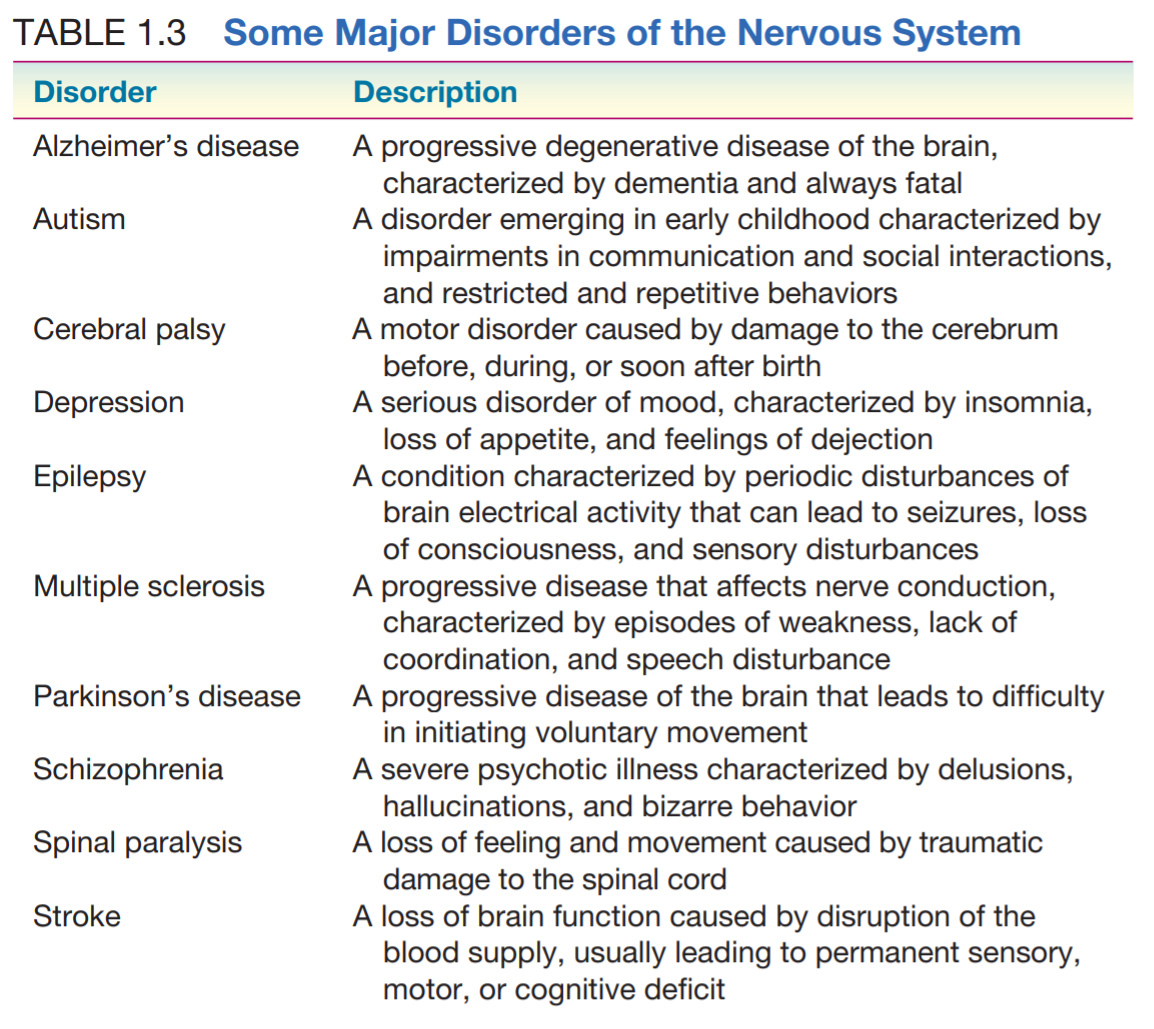 TABLE 1.3 Some Major Disorders of the Nervous System
Disorder Description
Alzheimer’s disease A progressive degenerative disease of the brain,
characterized by dementia and always fatal
Autism A disorder emerging in early childhood characterized by
impairments in communication and social interactions,
and restricted and repetitive behaviors
Cerebral palsy A motor disorder caused by damage to the cerebrum
before, during, or soon after birth
Depression A serious disorder of mood, characterized by insomnia,
loss of appetite, and feelings of dejection
Epilepsy A condition characterized by periodic disturbances of
brain electrical activity that can lead to seizures, loss
of consciousness, and sensory disturbances
Multiple sclerosis A progressive disease that affects nerve conduction,
characterized by episodes of weakness, lack of
coordination, and speech disturbance
Parkinson’s disease A progressive disease of the brain that leads to difficulty
in initiating voluntary movement
Schizophrenia A severe psychotic illness characterized by delusions,
hallucinations, and bizarre behavior
Spinal paralysis A loss of feeling and movement caused by traumatic
damage to the spinal cord
Stroke A loss of brain function caused by disruption of the
blood supply, usually leading to permanent sensory,
motor, or cognitive deficit